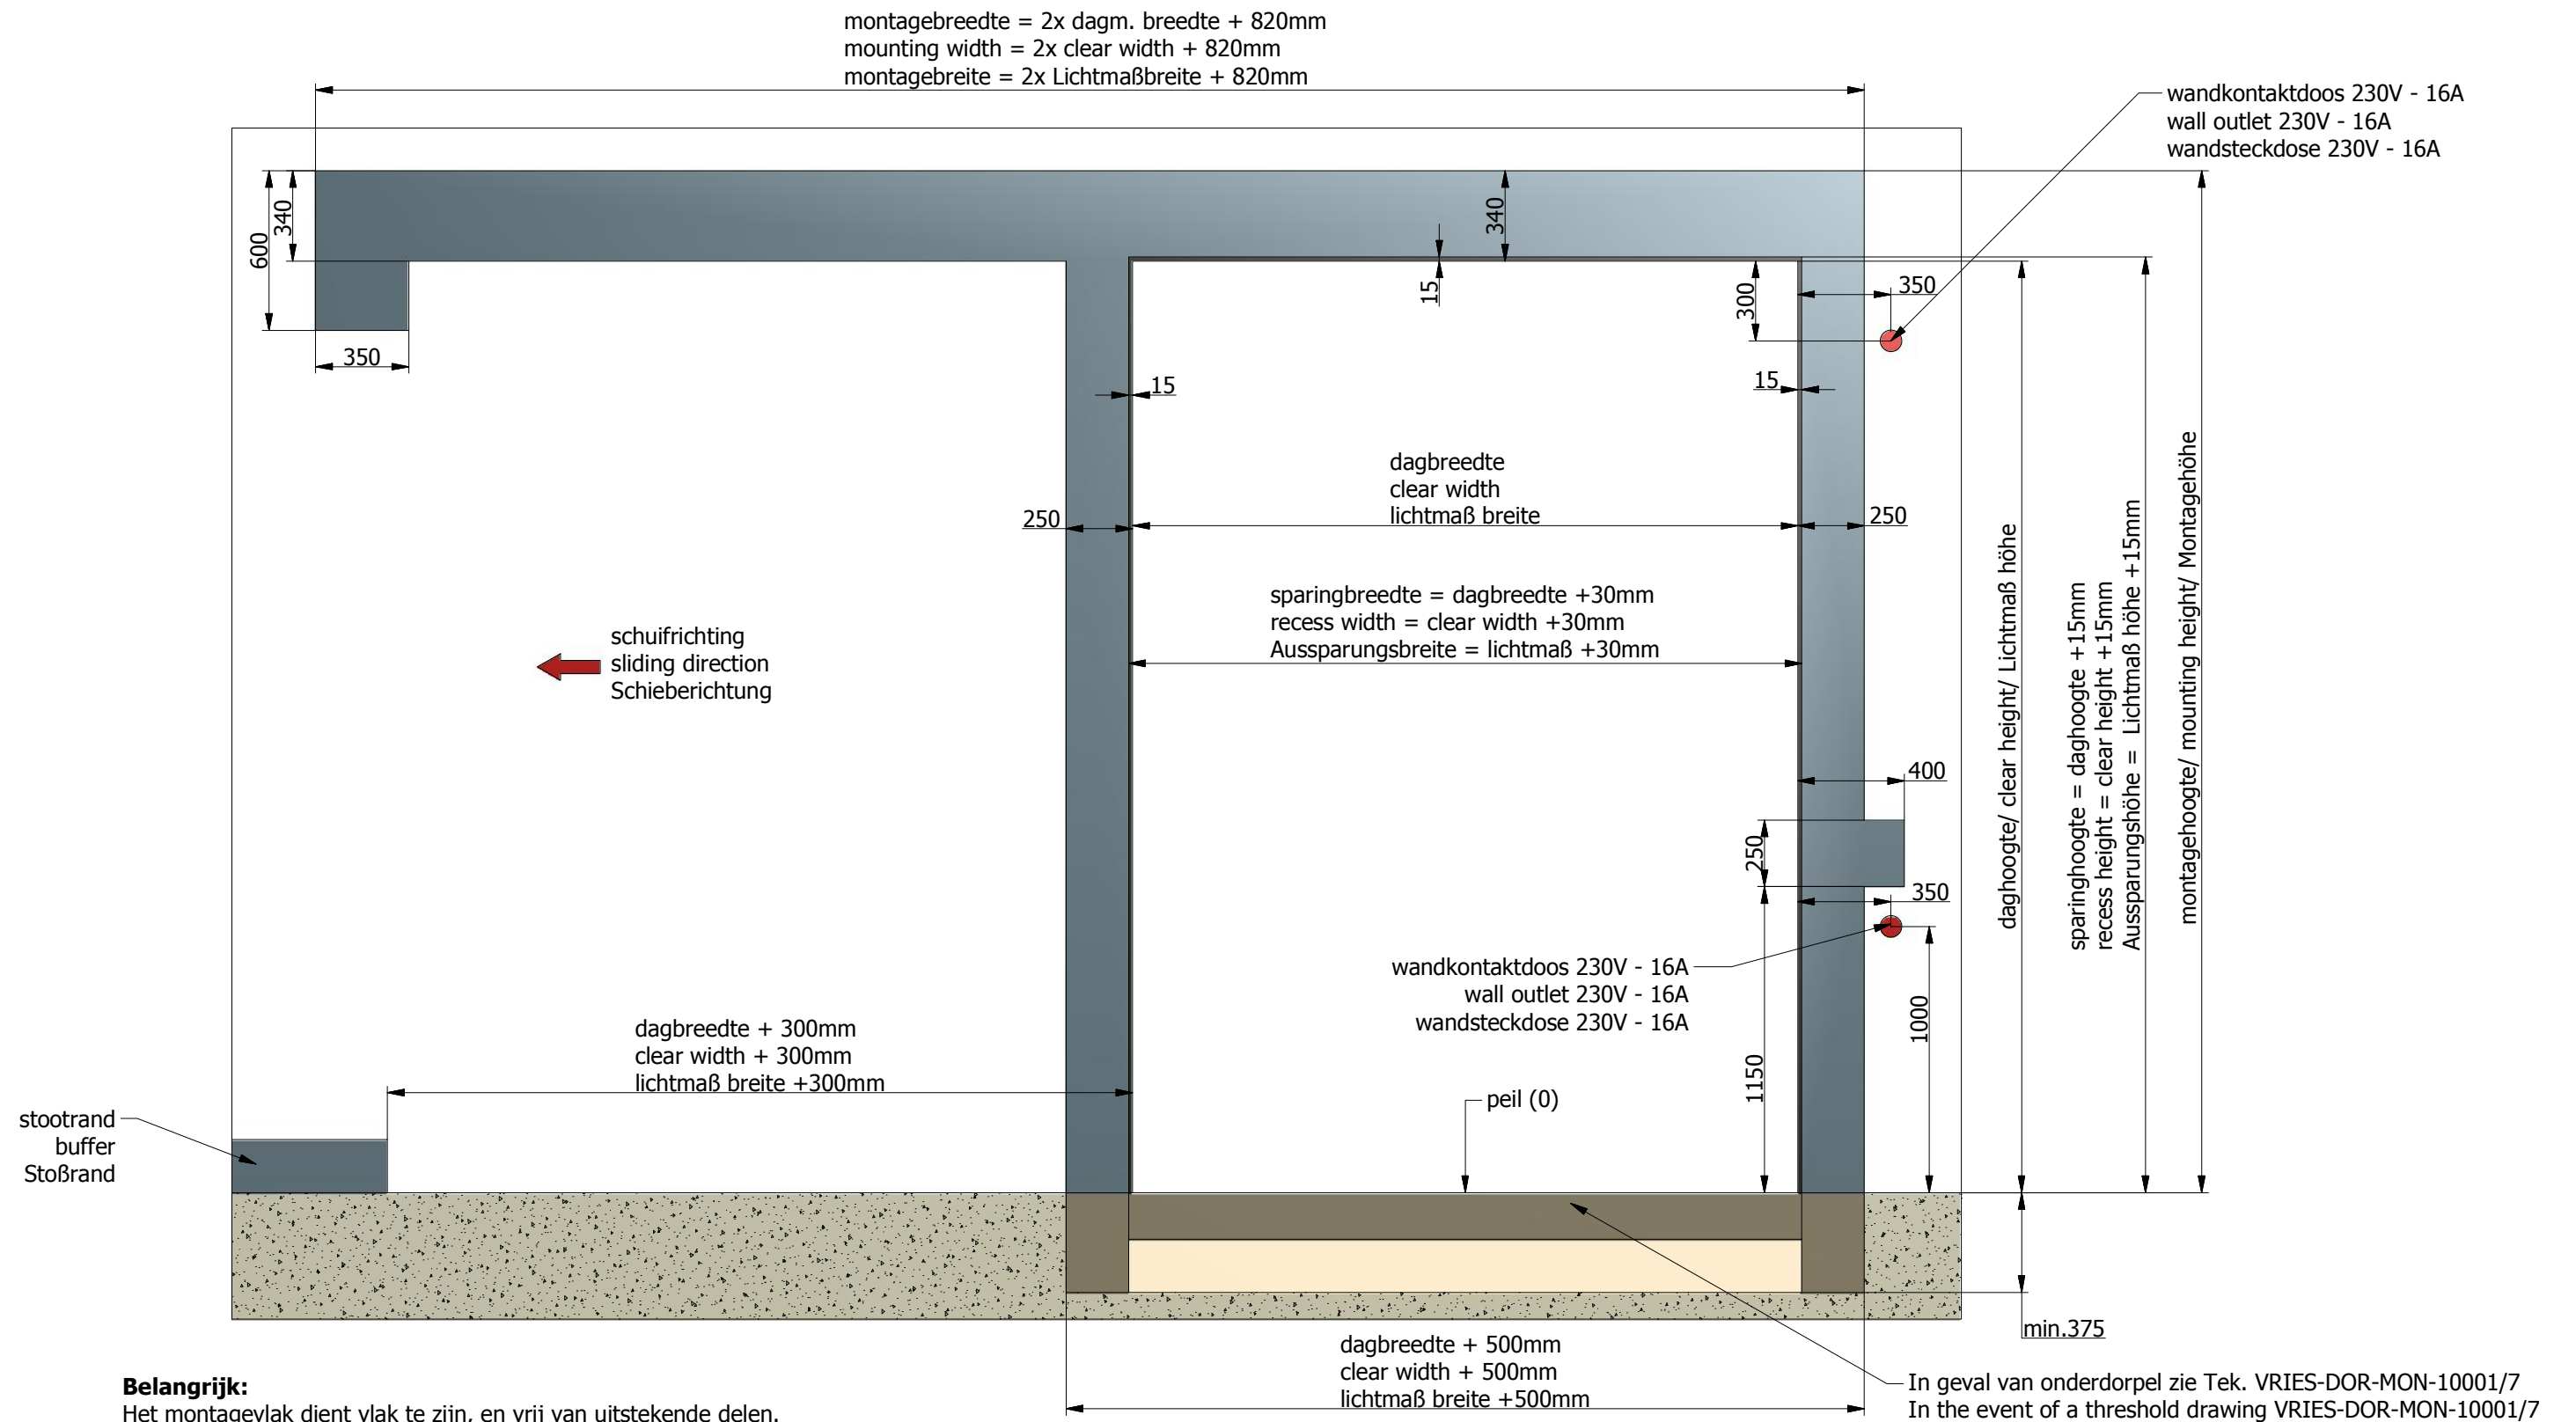 montagebreedte = 2x dagm. breedte + 820mm
mounting width = 2x clear width + 820mm
montagebreite = 2x Lichtmaßbreite + 820mm
wandkontaktdoos 230V - 16A
wall outlet 230V - 16A
wandsteckdose 230V - 16A
600
340
340
15
300
350
350
15
15
dagbreedte
clear width
lichtmaß breite
250
250
sparingbreedte = dagbreedte +30mm
recess width = clear width +30mm
Aussparungsbreite = lichtmaß +30mm
schuifrichting
sliding direction
Schieberichtung
daghoogte/ clear height/ Lichtmaß höhe
sparinghoogte = daghoogte +15mm
recess height = clear height +15mm
Aussparungshöhe = Lichtmaß höhe +15mm
montagehoogte/ mounting height/ Montagehöhe
400
250
350
wandkontaktdoos 230V - 16A
wall outlet 230V - 16A
wandsteckdose 230V - 16A
1000
1150
dagbreedte + 300mm
clear width + 300mm
lichtmaß breite +300mm
peil (0)
stootrand
buffer
Stoßrand
min.375
dagbreedte + 500mm
clear width + 500mm
lichtmaß breite +500mm
Belangrijk:
Het montagevlak dient vlak te zijn, en vrij van uitstekende delen.
In geval van onderdorpel zie Tek. VRIES-DOR-MON-10001/7
In the event of a threshold drawing VRIES-DOR-MON-10001/7